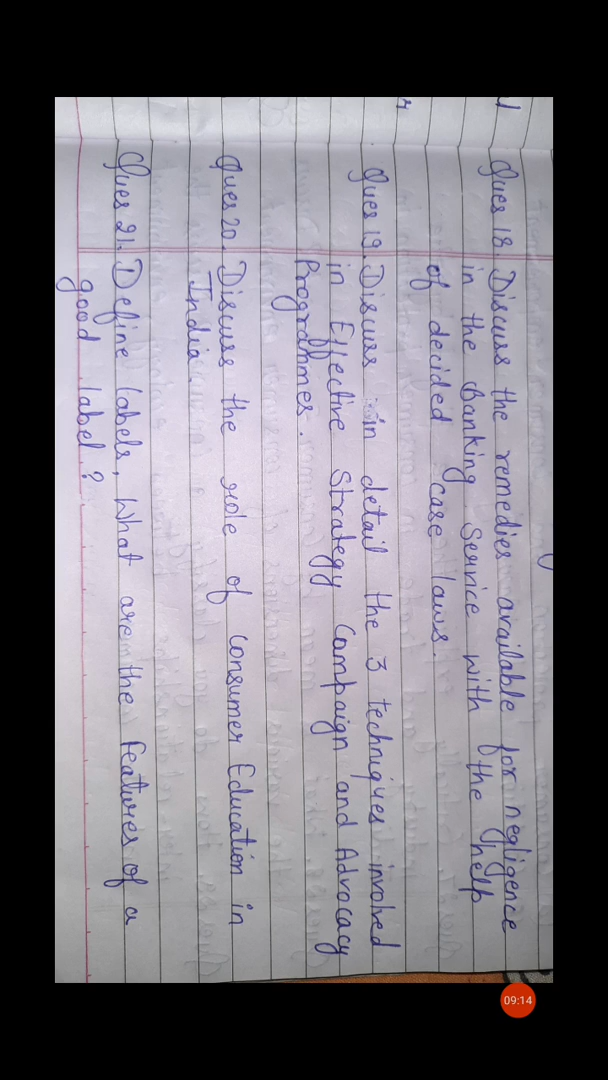 Ques 18. Discuss the remedies available for negligence
in the Banking Service with the help
of decided case laws.
Ques 19. Discuss in detail the 3 techniques involved
in Effective Strategy Campaign and Advocacy
Programmes.
Ques 20. Discuss the role of Consumer Education in
India.
Ques 21. Define labels, What are the features of a
good label?
09:14